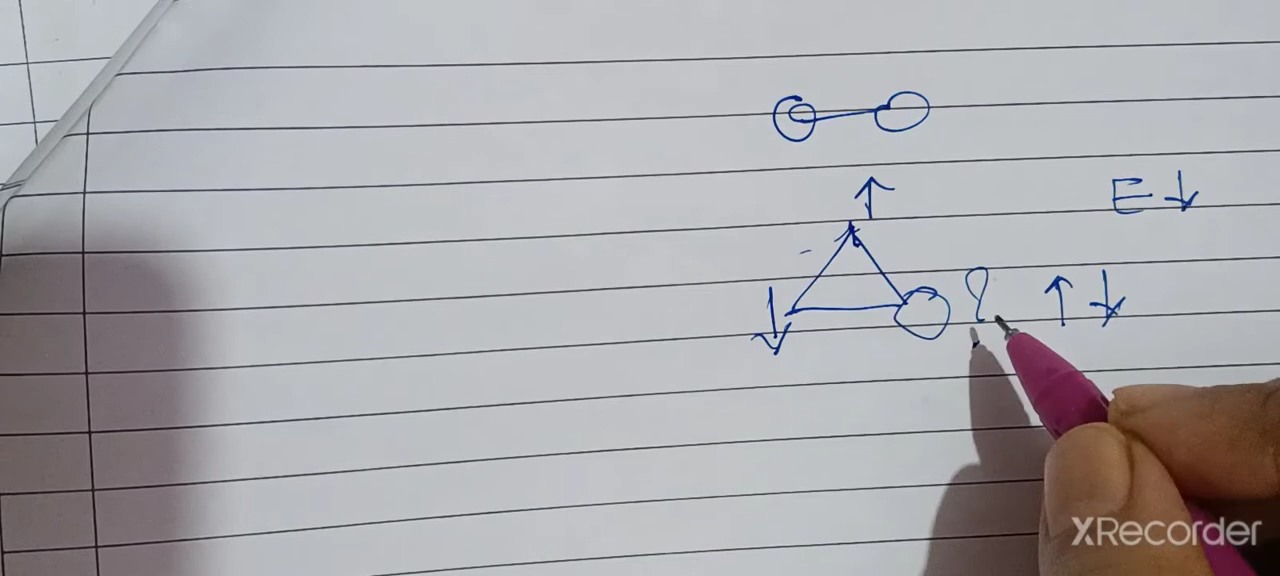 ↑
E ↓
↓ ? ↑ ↓
XRecorder